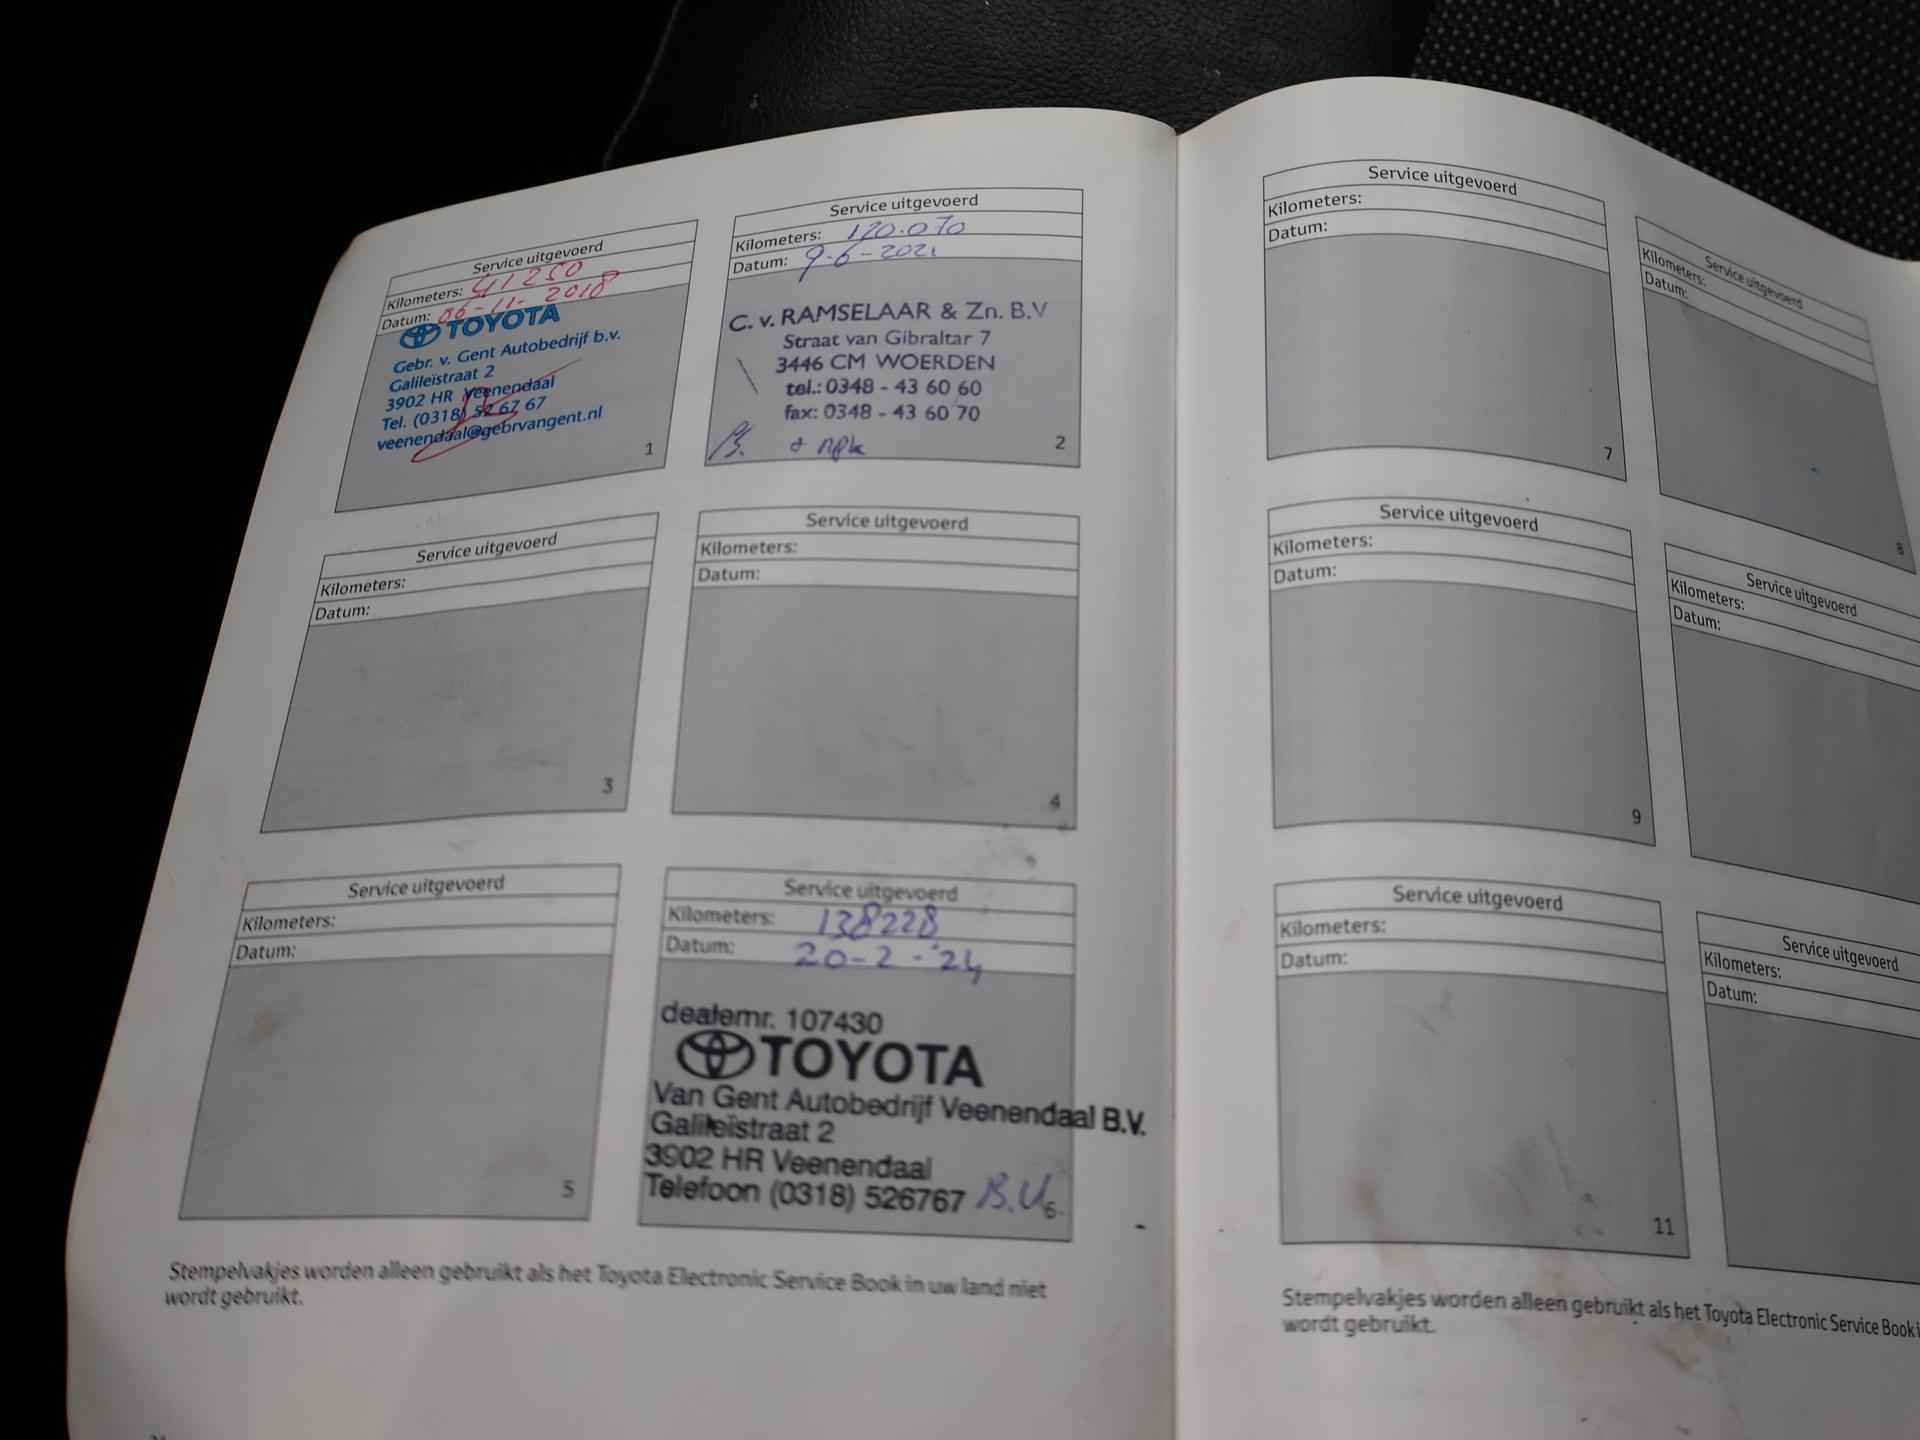 Service uitgevoerd
Kilometers: 41250
Datum: 06-11-2018
TOYOTA
Gebr. v. Gent Autobedrijf b.v.
Galileïstraat 2
3902 HR Veenendaal
Tel. (0318) 52 67 67
veenendaal@gebrvangent.nl
1
Service uitgevoerd
Kilometers: 120.070
Datum: 9-6-2021
C. v. RAMSELAAR & Zn. B.V
Straat van Gibraltar 7
3446 CM WOERDEN
tel.: 0348 - 43 60 60
fax: 0348 - 43 60 70
2
Service uitgevoerd
Kilometers:
Datum:
3
Service uitgevoerd
Kilometers:
Datum:
4
Service uitgevoerd
Kilometers:
Datum:
5
Service uitgevoerd
Kilometers: 138228
Datum: 20-2-'24
dealernr. 107430
TOYOTA
Van Gent Autobedrijf Veenendaal B.V.
Galileïstraat 2
3902 HR Veenendaal
Telefoon (0318) 526767
6
Stempelvakjes worden alleen gebruikt als het Toyota Electronic Service Book in uw land niet
wordt gebruikt.
Service uitgevoerd
Kilometers:
Datum:
7
Service uitgevoerd
Kilometers:
Datum:
8
Service uitgevoerd
Kilometers:
Datum:
9
Service uitgevoerd
Kilometers:
Datum:
Service uitgevoerd
Kilometers:
Datum:
11
Service uitgevoerd
Kilometers:
Datum:
Stempelvakjes worden alleen gebruikt als het Toyota Electronic Service Book
wordt gebruikt.